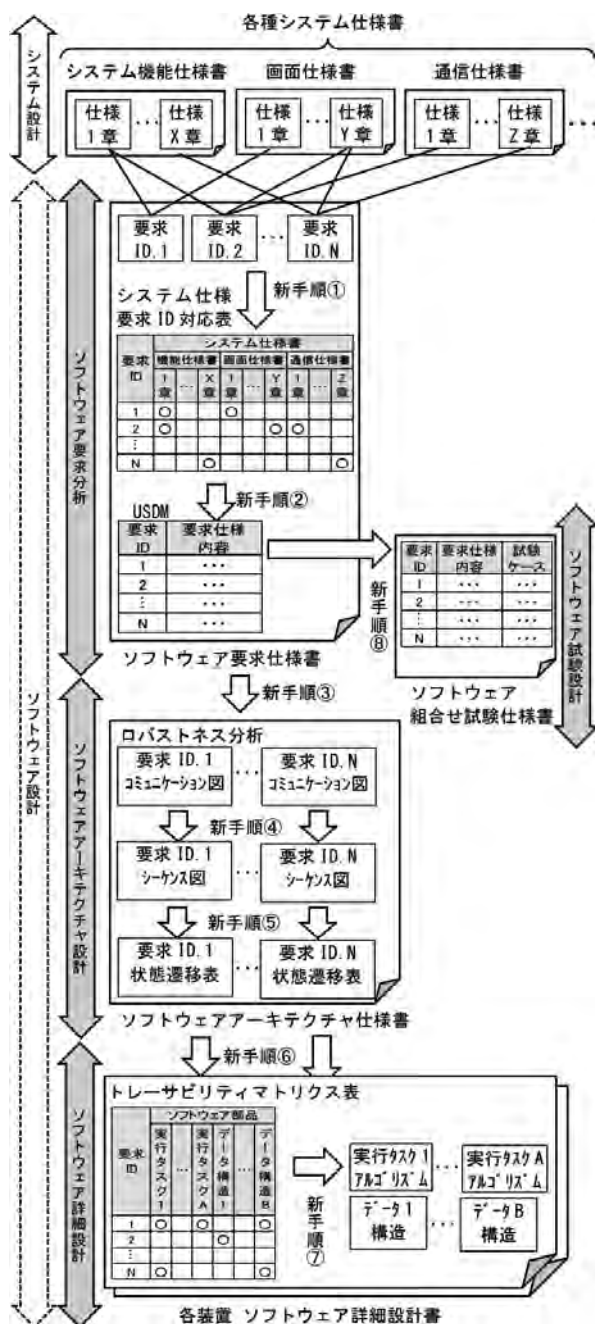 各種システム仕様書
システム設計
システム機能仕様書 画面仕様書 通信仕様書
仕様 1章 ... 仕様 X章
仕様 1章 ... 仕様 Y章
仕様 1章 ... 仕様 Z章
...
ソフトウェア設計
ソフトウェア要求分析
要求 ID.1 要求 ID.2 ... 要求 ID.N
新手順①
システム仕様
要求ID対応表
要求 ID システム仕様書
機能仕様書 画面仕様書 通信仕様書
1章 ... X章 1章 ... Y章 1章 ... Z章
1 ○ ○
2 ○ ○ ○
⋮
N ○ ○
新手順②
USDM
要求 ID 要求仕様 内容
1 ...
2 ...
⋮ ...
N ...
ソフトウェア要求仕様書
新手順⑧
要求 ID 要求仕様 内容 試験 ケース
1 ... ...
2 ... ...
⋮ ... ...
N ... ...
ソフトウェア
組合せ試験仕様書
ソフトウェア試験設計
新手順③
ソフトウェアアーキテクチャ設計
ロバストネス分析
要求 ID.1 コミュニケーション図 ... 要求 ID.N コミュニケーション図
新手順④
要求 ID.1 シーケンス図 ... 要求 ID.N シーケンス図
新手順⑤
要求 ID.1 状態遷移表 ... 要求 ID.N 状態遷移表
ソフトウェアアーキテクチャ仕様書
新手順⑥
ソフトウェア詳細設計
トレーサビリティマトリクス表
要求 ID ソフトウェア部品
実行タスク1 ... 実行タスクA データ構造1 ... データ構造B
1 ○ ○ ○
2 ○
⋮
N ○ ○
新手順⑦
実行タスク1 アルゴリズム ... 実行タスクA アルゴリズム
データ1 構造 ... データB 構造
各装置 ソフトウェア詳細設計書